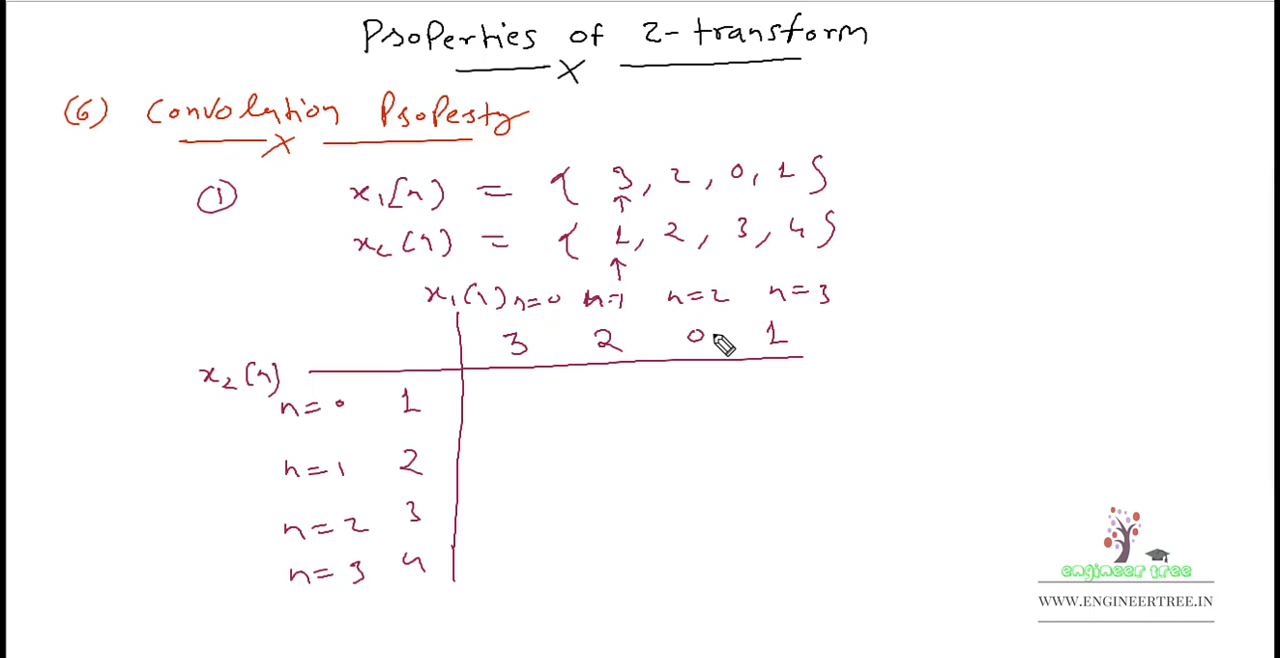 Properties of Z-transform
(6) Convolution Property
① x₁[n) = { 3, 2, 0, 1 }
↑
x₂(n) = { 1, 2, 3, 4 }
↑
x₁(n) n=0 n=1 n=2 n=3
3 2 0 1
x₂(n)
n=0 1
n=1 2
n=2 3
n=3 4
engineer tree
WWW.ENGINEERTREE.IN